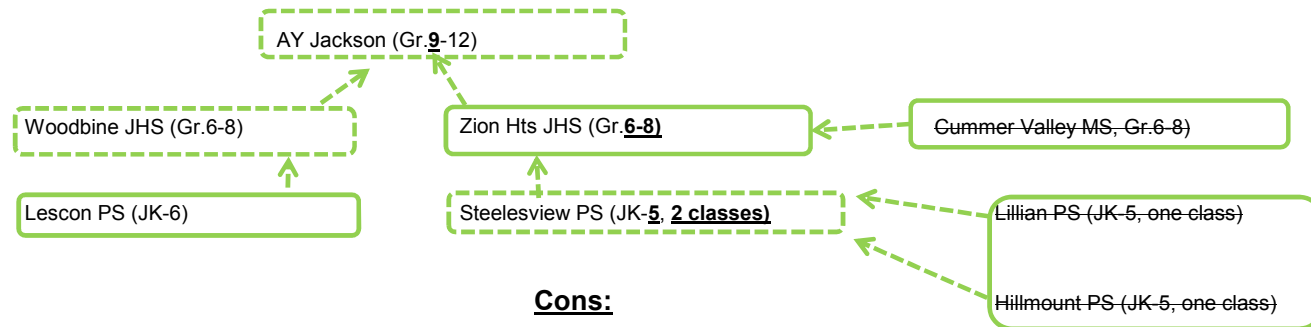 AY Jackson (Gr.9-12)
Woodbine JHS (Gr.6-8)
Zion Hts JHS (Gr.6-8)
Cummer Valley MS, Gr.6-8)
Lescon PS (JK-6)
Steelesview PS (JK-5, 2 classes)
Lillian PS (JK-5, one class)
Hillmount PS (JK-5, one class)
Cons: